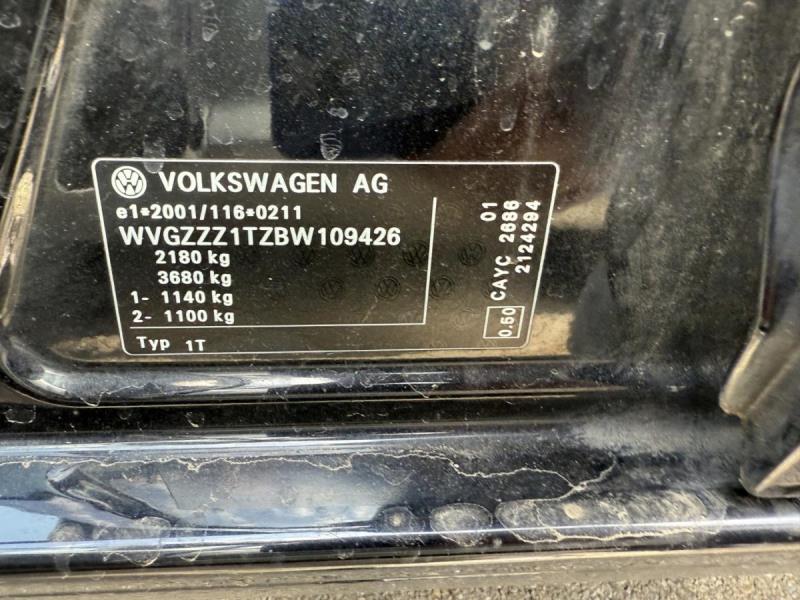 VOLKSWAGEN AG
e1*2001/116*0211
WVGZZZ1TZBW109426
2180 kg
3680 kg
1- 1140 kg
2- 1100 kg
Typ 1T
01
CAYC 2686
2124294
0.50